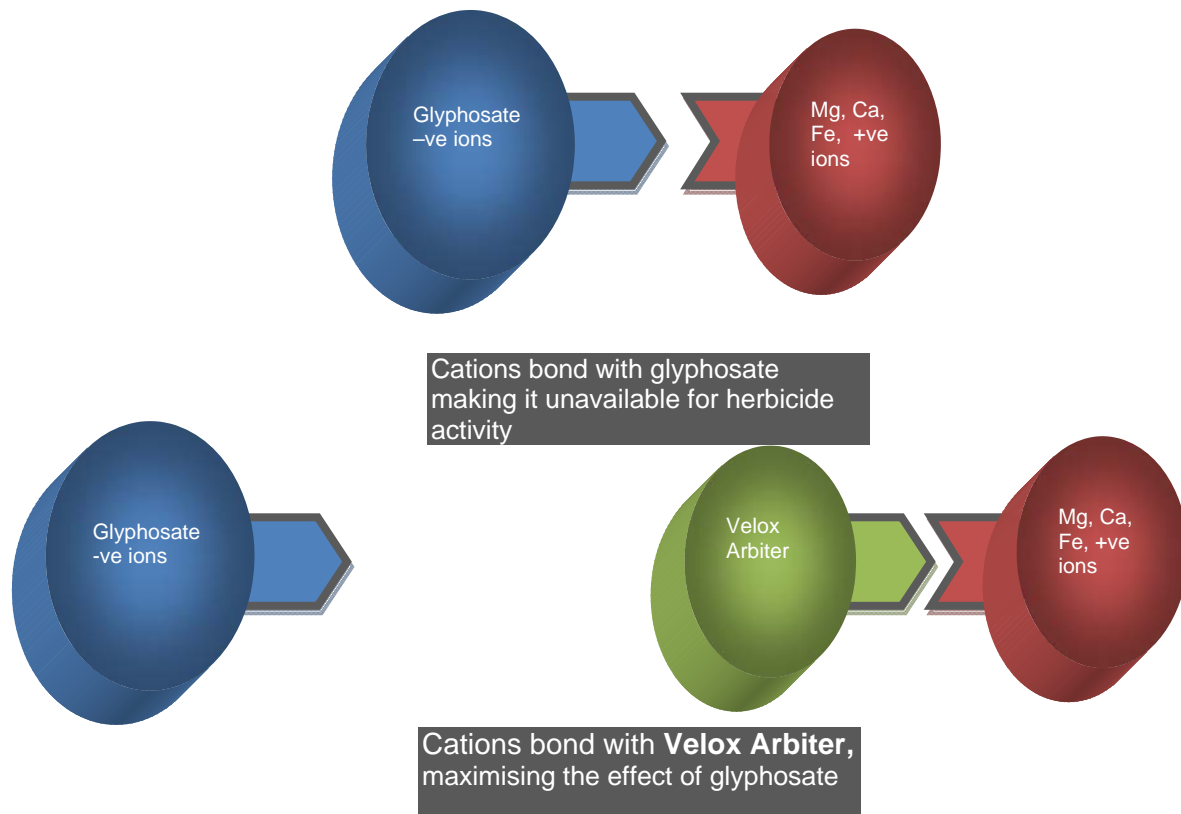 Glyphosate
–ve ions
Mg, Ca,
Fe, +ve
ions
Cations bond with glyphosate
making it unavailable for herbicide
activity
Glyphosate
-ve ions
Velox
Arbiter
Mg, Ca,
Fe, +ve
ions
Cations bond with Velox Arbiter,
maximising the effect of glyphosate